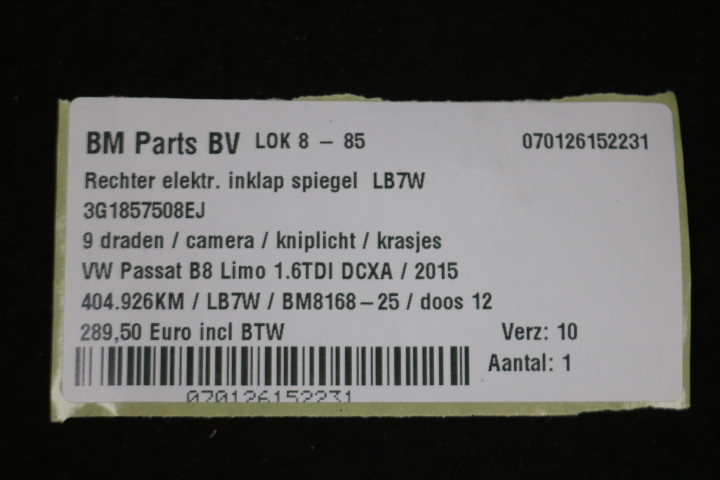 BM Parts BV LOK 8 – 85 070126152231
Rechter elektr. inklap spiegel LB7W
3G1857508EJ
9 draden / camera / kniplicht / krasjes
VW Passat B8 Limo 1.6TDI DCXA / 2015
404.926KM / LB7W / BM8168–25 / doos 12
289,50 Euro incl BTW Verz: 10
Aantal: 1
070126152231